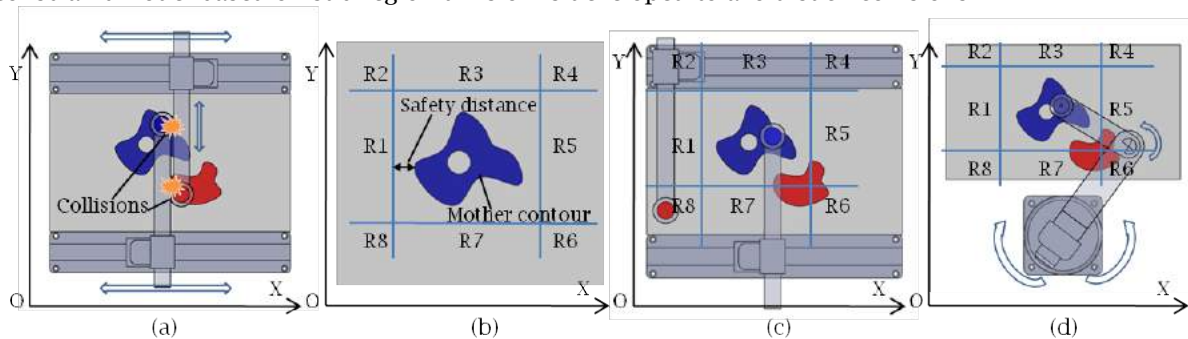 Y
Collisions
O
X
(a)
R2 R3 R4
Safety distance
R1 R5
Mother contour
R8 R7 R6
X
(b)
Y R2 R3 R4
R5
R1
R8 R7 R6
O
X
(c)
Y R2 R3 R4
R1 R5
R8 R7 R6
O
X
(d)